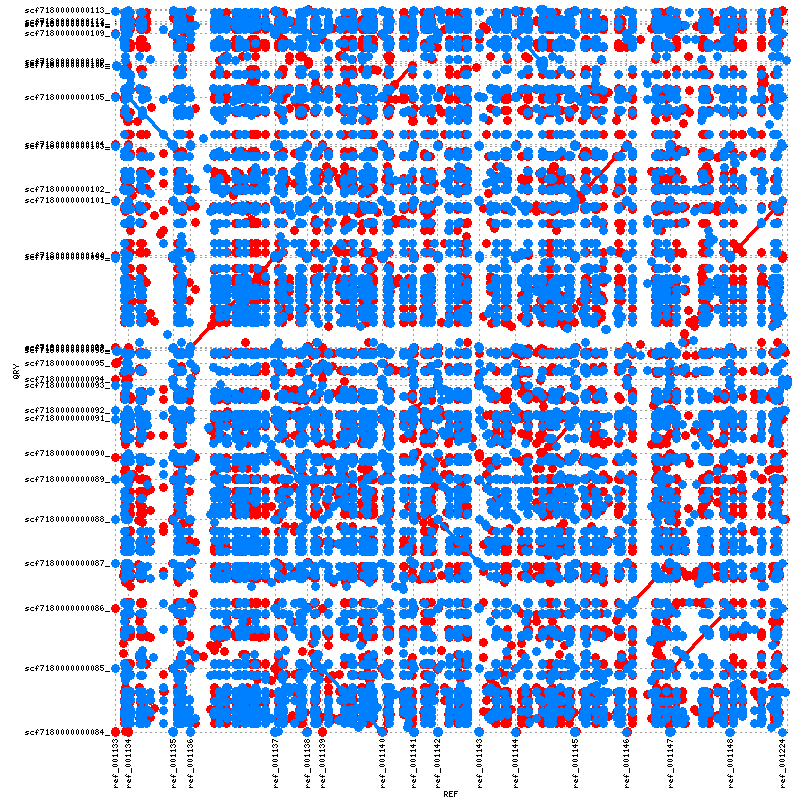 scf7180000000113
scf7180000000109
scf7180000000105
scf7180000000102
scf7180000000101
QRY
scf7180000000095
scf7180000000093
scf7180000000092
scf7180000000091
scf7180000000090
scf7180000000089
scf7180000000088
scf7180000000087
scf7180000000086
scf7180000000085
scf7180000000084
ref_001133
ref_001134
ref_001135
ref_001136
ref_001137
ref_001138
ref_001139
ref_001140
ref_001141
ref_001142
ref_001143
ref_001144
ref_001145
ref_001146
ref_001147
ref_001148
ref_001224
REF